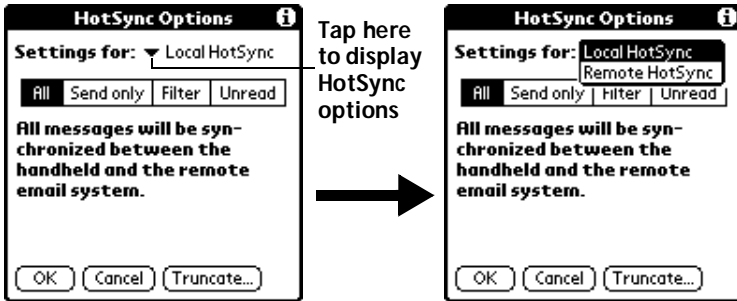 HotSync Options
Settings for: Local HotSync
All Send only Filter Unread
All messages will be syn-
chronized between the
handheld and the remote
email system.
OK Cancel Truncate...
Tap here
to display
HotSync
options
HotSync Options
Settings for: Local HotSync
Remote HotSync
All Send only Filter Unread
All messages will be syn-
chronized between the
handheld and the remote
email system.
OK Cancel Truncate...